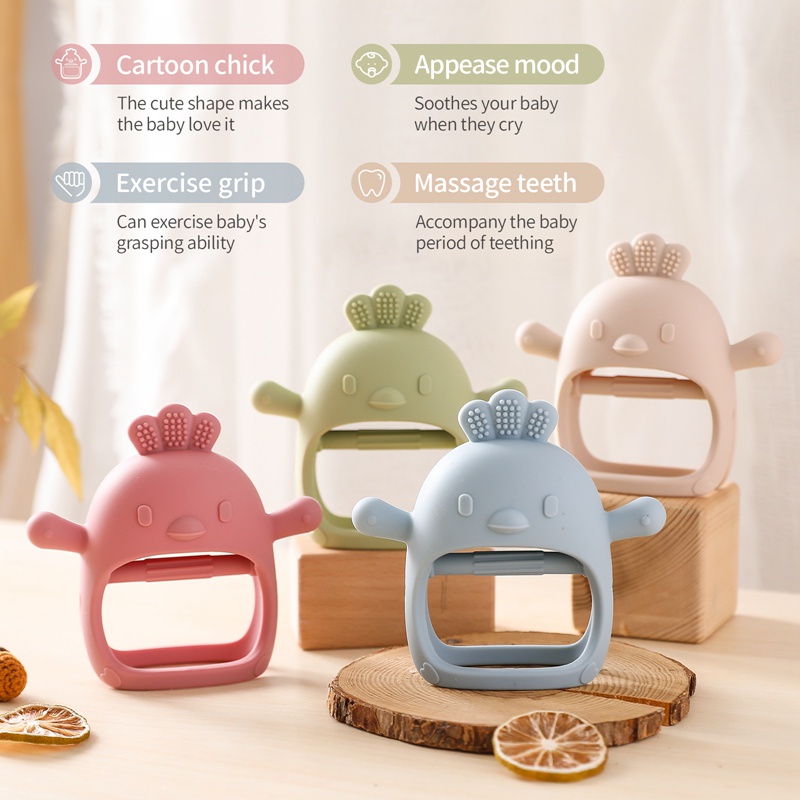 Cartoon chick
The cute shape makes
the baby love it
Appease mood
Soothes your baby
when they cry
Exercise grip
Can exercise baby's
grasping ability
Massage teeth
Accompany the baby
period of teething